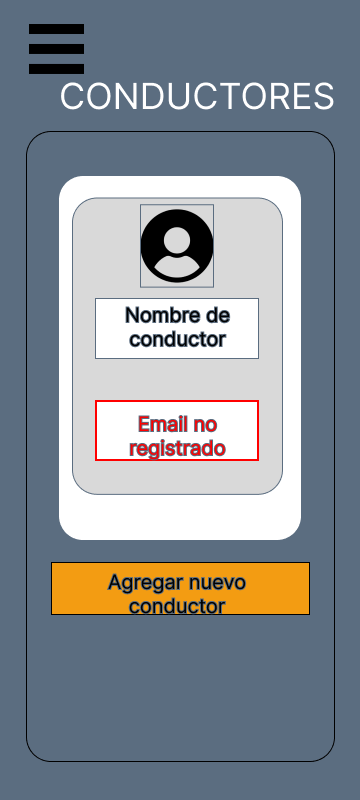 CONDUCTORES
Nombre de
conductor
Email no
registrado
Agregar nuevo
conductor